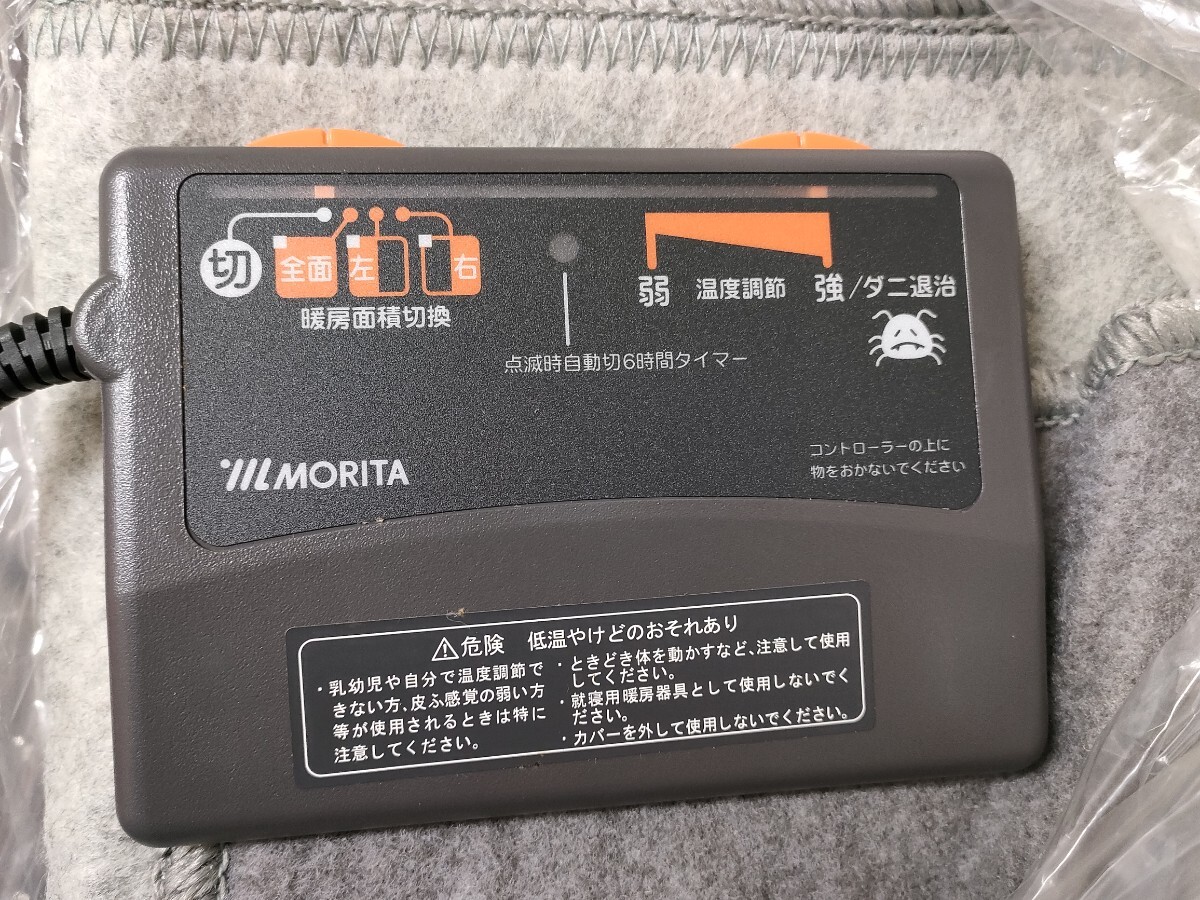 切
全面 左 右
暖房面積切換
点滅時自動切6時間タイマー
弱 温度調節 強/ダニ退治
MORITA
コントローラーの上に
物をおかないでください
⚠危険 低温やけどのおそれあり
・乳幼児や自分で温度調節で
きない方、皮ふ感覚の弱い方
等が使用されるときは特に
注意してください。
・ときどき体を動かすなど、注意して使用
してください。
・就寝用暖房器具として使用しないでく
ださい。
・カバーを外して使用しないでください。